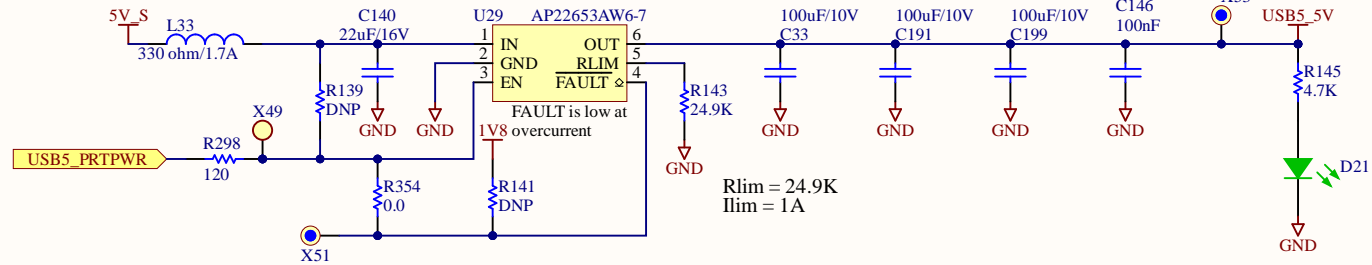 5V_S
L33
330 ohm/1.7A
C140
22uF/16V
GND
U29
AP22653AW6-7
1
IN
2
GND
3
EN
OUT
6
RLIM
5
FAULT
4
FAULT is low at
overcurrent
GND
R139
DNP
X49
USB5_PRTPWR
R298
120
R354
0.0
X51
1V8
R141
DNP
R143
24.9K
GND
Rlim = 24.9K
Ilim = 1A
100uF/10V
C33
GND
100uF/10V
C191
GND
100uF/10V
C199
GND
C146
100nF
GND
USB5_5V
R145
4.7K
D21
GND